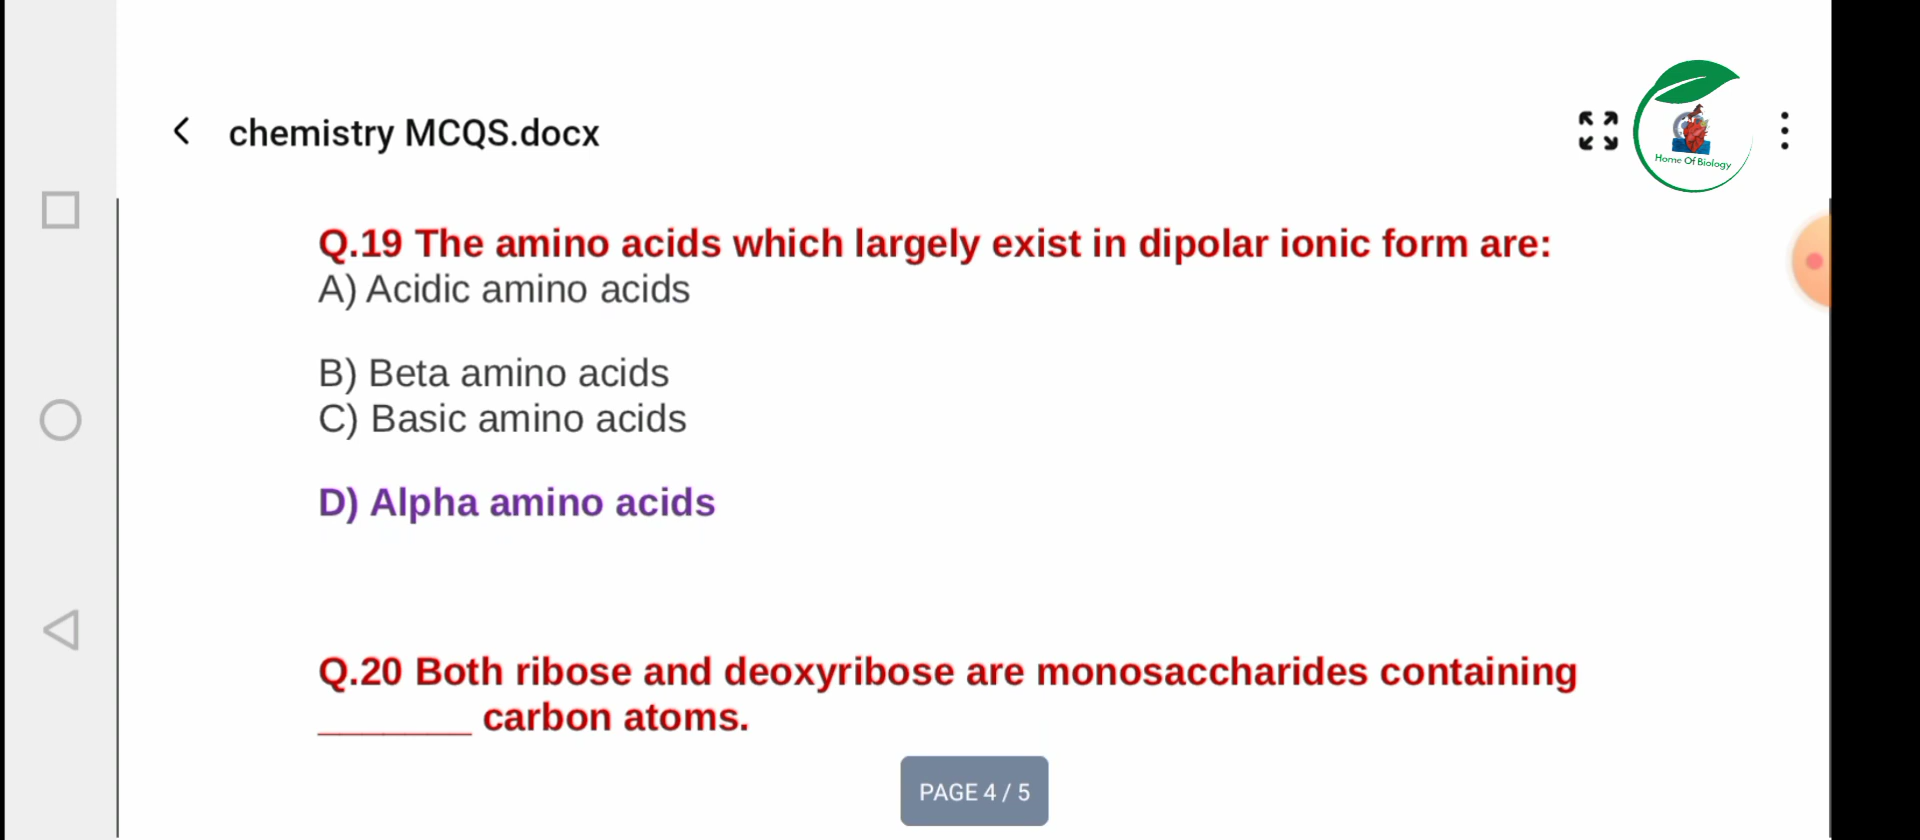 chemistry MCQS.docx
Home Of Biology
Q.19 The amino acids which largely exist in dipolar ionic form are:
A) Acidic amino acids
B) Beta amino acids
C) Basic amino acids
D) Alpha amino acids
Q.20 Both ribose and deoxyribose are monosaccharides containing
_______ carbon atoms.
PAGE 4 / 5